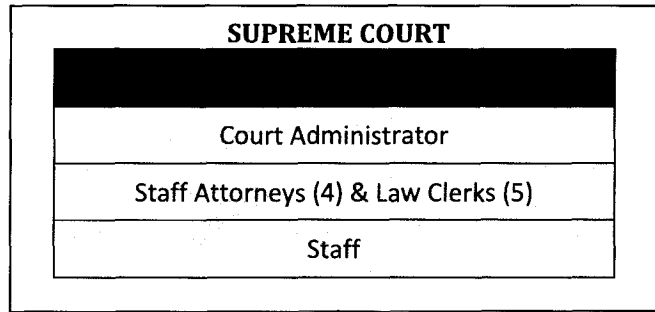 SUPREME COURT
Court Administrator
Staff Attorneys (4) & Law Clerks (5)
Staff